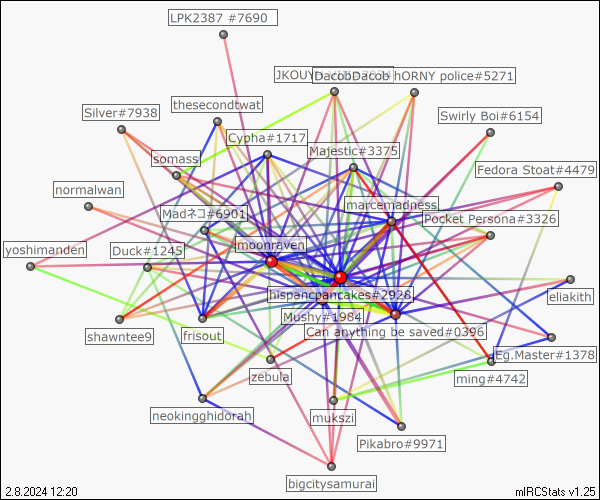 LPK2387 #7690
DacobDacob
hORNY police#5271
Silver#7938
thesecondtwat
Swirly Boi#6154
Cypha#1717
Majestic#3375
somass
Fedora Stoat#4479
normalwan
marcemadness
Madネコ#6901
Pocket Persona#3326
moonraven
yoshimanden
Duck#1245
hispancpancakes#2928
eliakith
Mushy#1984
Can anything be saved#0396
shawntee9
frisout
Eg.Master#1378
zebula
ming#4742
neokingghidorah
mukszi
Pikabro#9971
bigcitysamurai
2.8.2024 12:20
mIRCStats v1.25